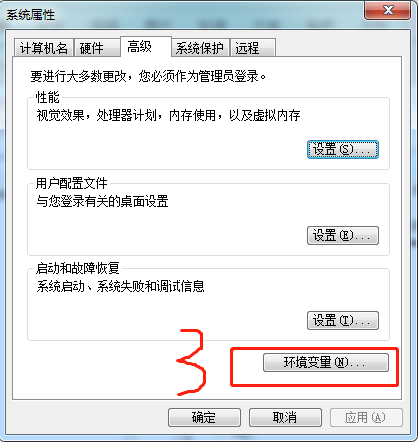 系统属性
计算机名 硬件 高级 系统保护 远程
要进行大多数更改，您必须作为管理员登录。
性能
视觉效果，处理器计划，内存使用，以及虚拟内存
设置(S)...
用户配置文件
与您登录有关的桌面设置
设置(E)...
启动和故障恢复
系统启动、系统失败和调试信息
设置(T)...
3
环境变量(N)...
确定 取消 应用(A)